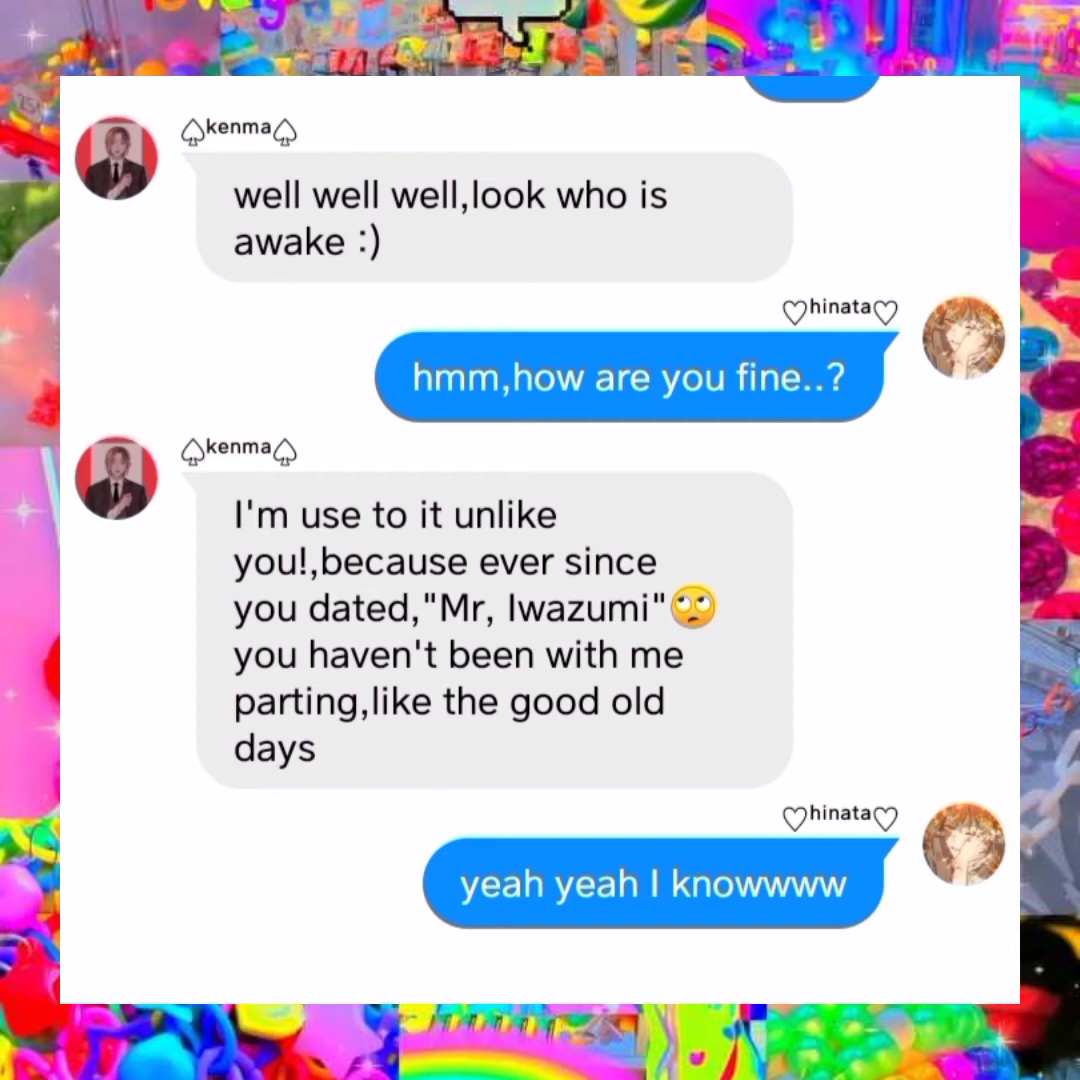 ♤kenma♤
well well well,look who is
awake :)
♡hinata♡
hmm,how are you fine..?
♤kenma♤
I'm use to it unlike
you!,because ever since
you dated,"Mr, Iwazumi"🙄
you haven't been with me
parting,like the good old
days
♡hinata♡
yeah yeah I knowwww